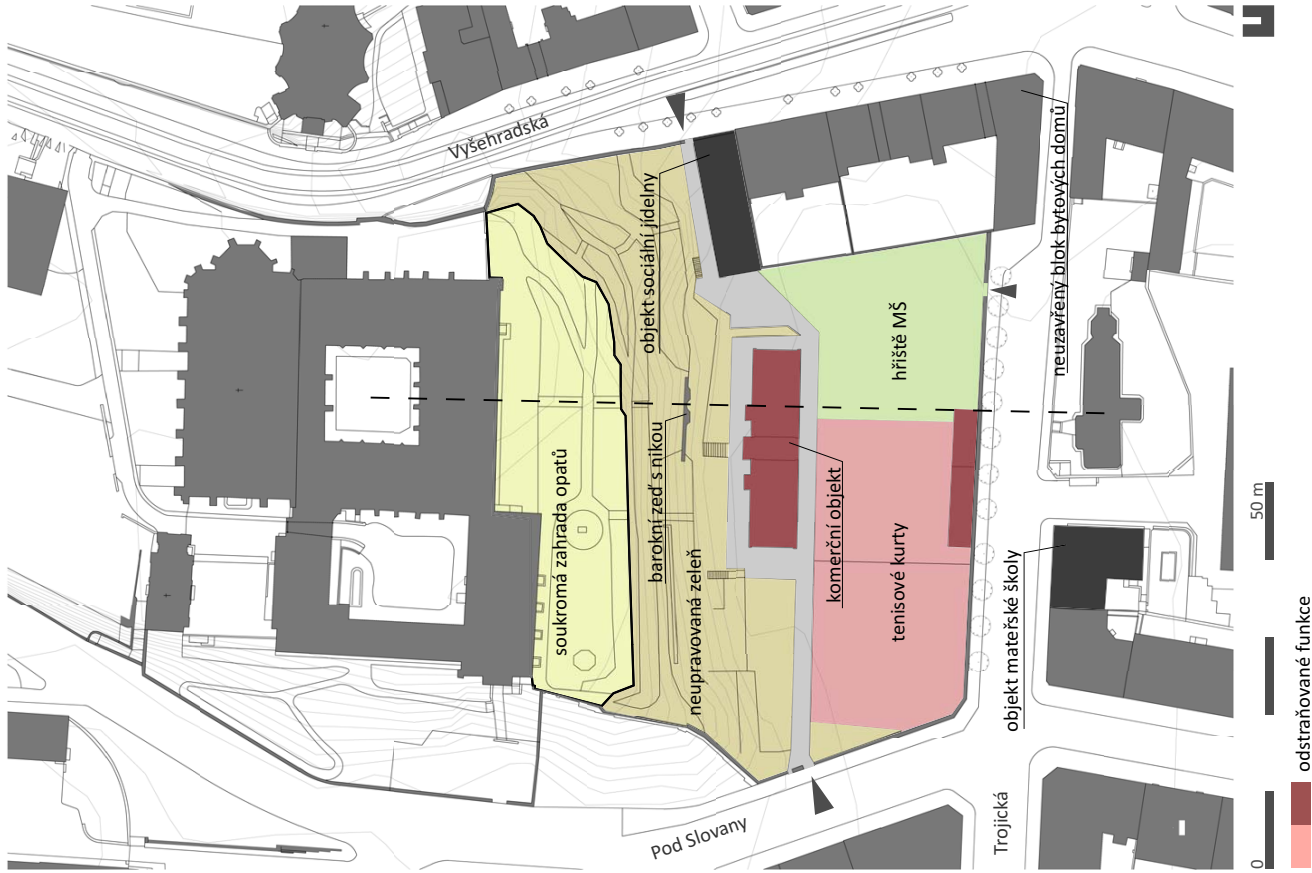 Vyšehradská
objekt sociální jídelny
neuzavřený blok bytových domů
hřiště MŠ
barokní zeď s nikou
soukromá zahrada opatů
komerční objekt
neupravovaná zeleň
tenisové kurty
objekt mateřské školy
Pod Slovany
Trojická
0
50 m
odstraňované funkce